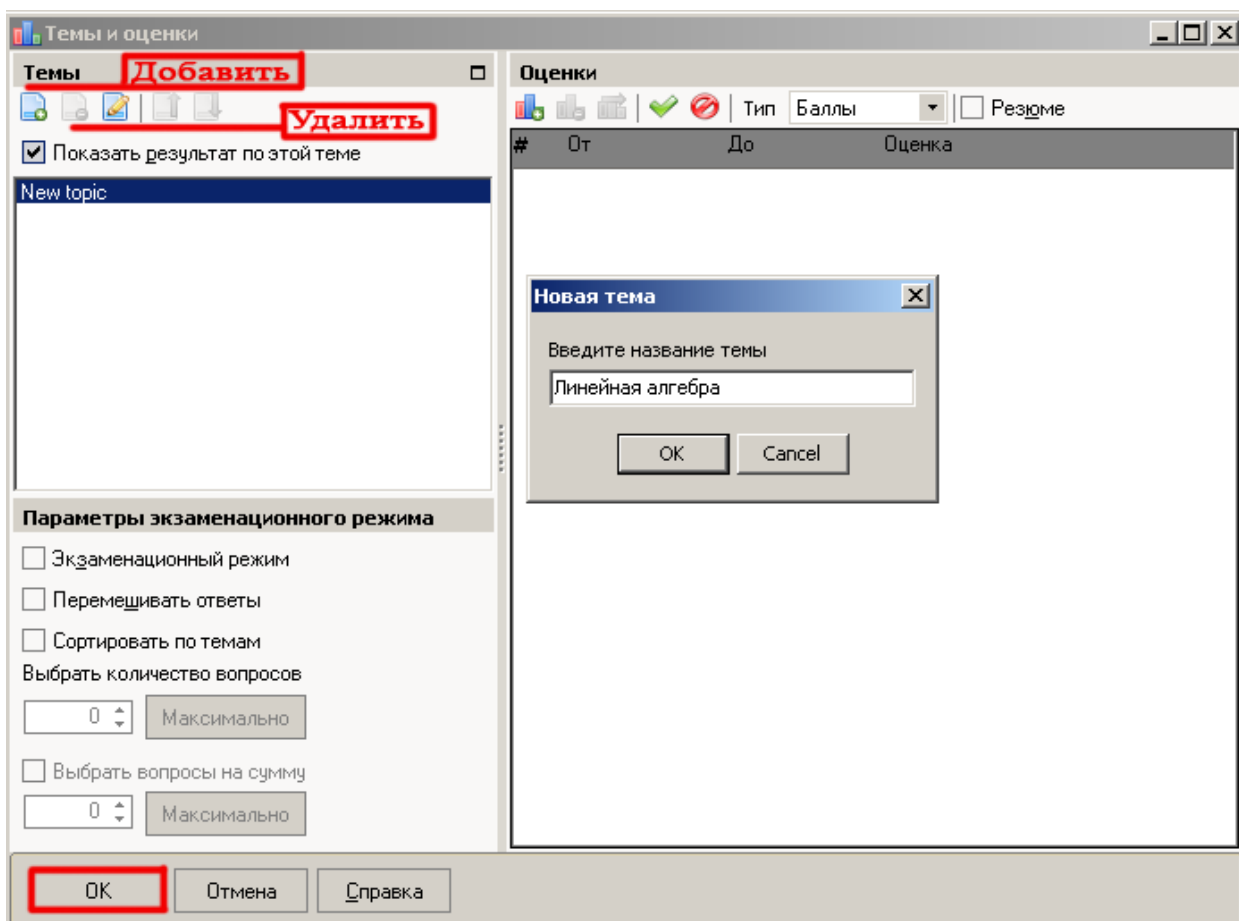 Темы и оценки
Темы
Добавить
Удалить
Показать результат по этой теме
New topic
Параметры экзаменационного режима
Экзаменационный режим
Перемешивать ответы
Сортировать по темам
Выбрать количество вопросов
0 Максимально
Выбрать вопросы на сумму
0 Максимально
Оценки
Тип Баллы Резюме
# От До Оценка
Новая тема
Введите название темы
Линейная алгебра
OK Cancel
OK Отмена Справка